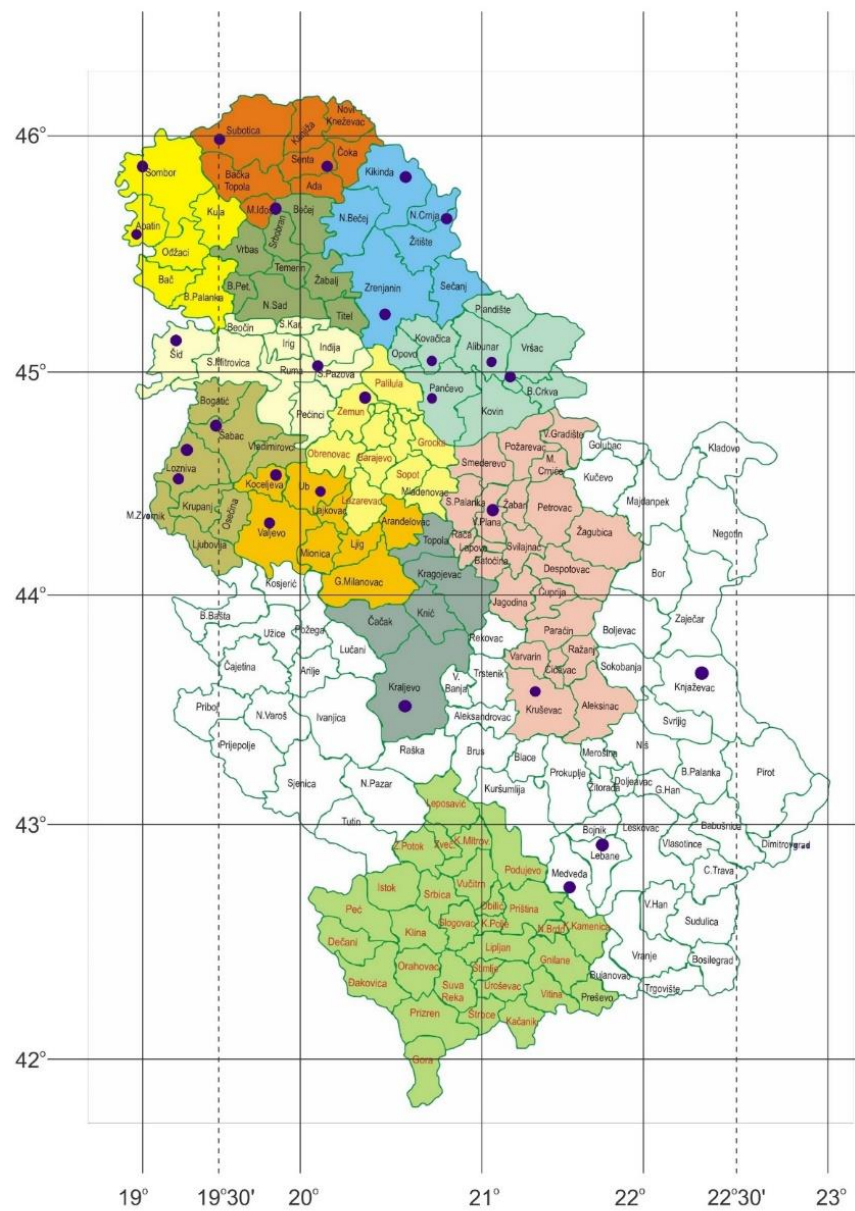 Novi
Kneževac
Kanjiža
Subotica
46°
Čoka
Senta
Bačka
Topola
Ada
Kikinda
Sombor
M.Iđoš
Bečej
Srbobran
Kula
N.Bečej
N.Crnja
Apatin
Vrbas
Žitište
Odžaci
Temerin
Bač
B.Pet.
Žabalj
Zrenjanin
Sečanj
B.Palanka
N.Sad
Titel
Plandište
Beočin
S.Kar.
Irig
Inđija
Opovo
Kovačica
Alibunar
Vršac
Šid
S.Mitrovica
Ruma
S.Pazova
45°
Palilula
Pančevo
B.Crkva
Bogatić
Pećinci
Zemun
Kovin
Šabac
Grocka
V.Gradište
Golubac
Kladovo
Vladimirovci
Obrenovac
Barajevo
Smederevo
Požarevac
M.
Crniće
Kučevo
Lozniva
Koceljeva
Ub
Sopot
Mladenovac
Majdanpek
M.Zvornik
Krupanj
Osečina
Lajkovac
Lazarevac
S.Palanka
Žabari
Petrovac
Valjevo
Aranđelovac
V.Plana
Žagubica
Negotin
Ljubovija
Mionica
Ljig
Topola
Rača
Lapovo
Svilajnac
Batočina
Despotovac
Bor
Kosjerić
G.Milanovac
Kragojevac
44°
Jagodina
Ćuprija
B.Bašta
Užice
Požega
Čačak
Knić
Rekovac
Paraćin
Boljevac
Zaječar
Lučani
Čajetina
Arilje
Varvarin
Ražanj
Sokobanja
V.
Banja
Trstenik
Ćićevac
Knjaževac
Priboj
N.Varoš
Ivanjica
Kraljevo
Kruševac
Aleksinac
Aleksandrovac
Svrljig
Prijepolje
Raška
Brus
Blace
Merošina
Niš
Sjenica
N.Pazar
Kuršumlija
Prokuplje
Žitorađa
Doljeavac
G.Han
B.Palanka
Pirot
Leposavić
Tutin
43°
Bojnik
Leskovac
Babušnice
Z.Potok
Zveč.
K.Mitrov.
Lebane
Vlasotince
Dimitrovgrad
Podujevo
Medveđa
C.Trava
Istok
Srbica
Vučitrn
Peć
Obilić
Priština
V.Han
Klina
Glogovac
K.Polje
N.Brdo
K.Kamenica
Sudulica
Dečani
Lipljan
Orahovac
Štimlje
Gnilane
Vranje
Bosilegrad
Đakovica
Suva
Reka
Uroševac
Vitina
Bujanovac
Preševo
Trgovište
Prizren
Štrpce
Kačanik
42°
Gora
19° 19°30' 20° 21° 22° 22°30' 23°